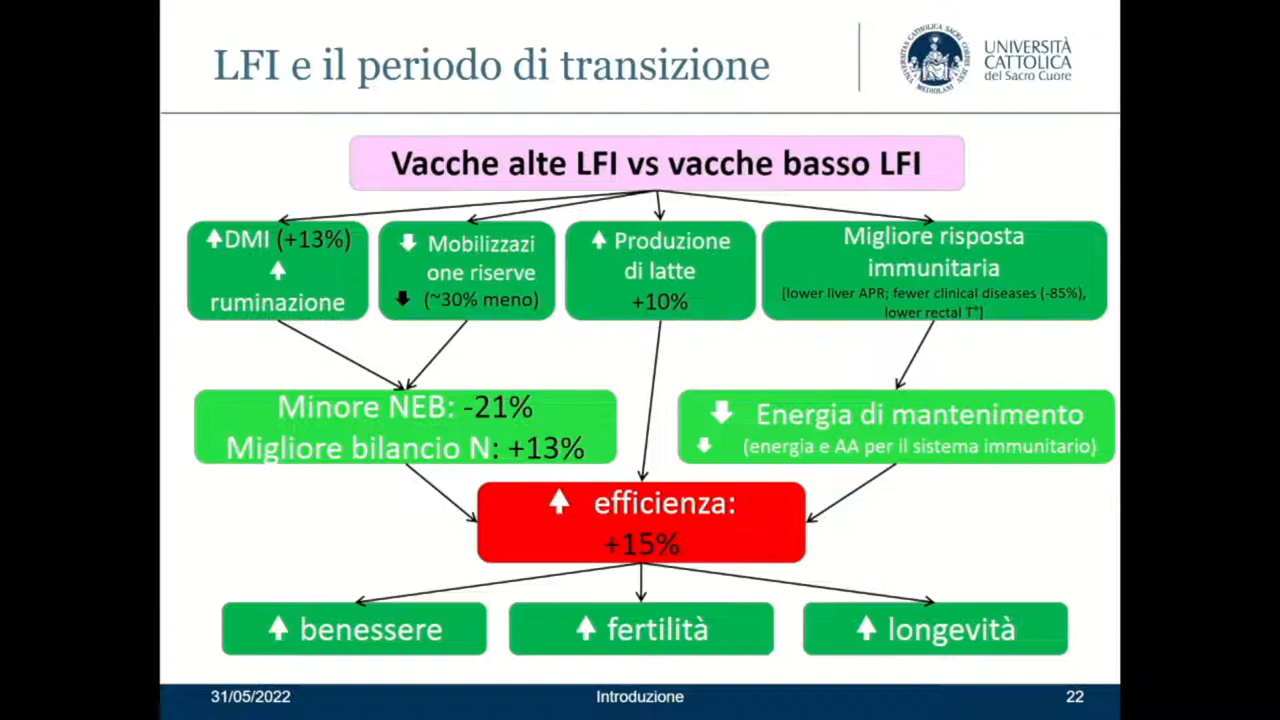 LFI e il periodo di transizione
UNIVERSITÀ
CATTOLICA
del Sacro Cuore
Vacche alte LFI vs vacche basso LFI
DMI (+13%)
ruminazione
Mobilizzazi
one riserve
(~30% meno)
Produzione
di latte
+10%
Migliore risposta
immunitaria
[lower liver APR; fewer clinical diseases (-85%),
lower rectal T°]
Minore NEB: -21%
Migliore bilancio N: +13%
Energia di mantenimento
(energia e AA per il sistema immunitario)
efficienza:
+15%
benessere
fertilità
longevità
31/05/2022
Introduzione
22